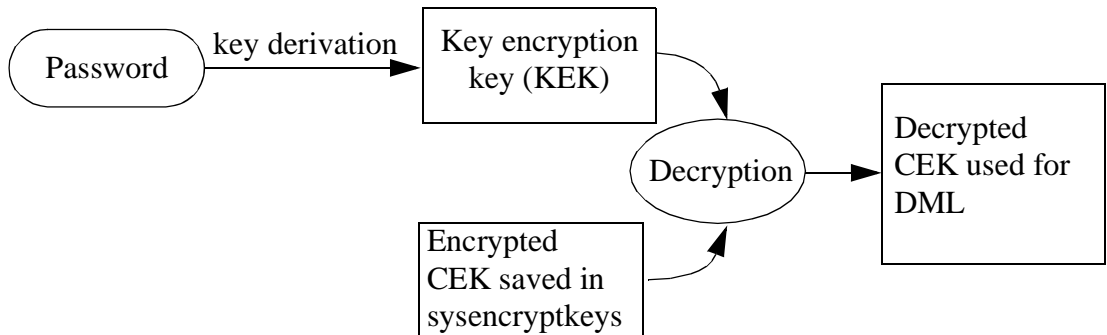 Password
key derivation
Key encryption
key (KEK)
Decryption
Encrypted
CEK saved in
sysencryptkeys
Decrypted
CEK used for
DML